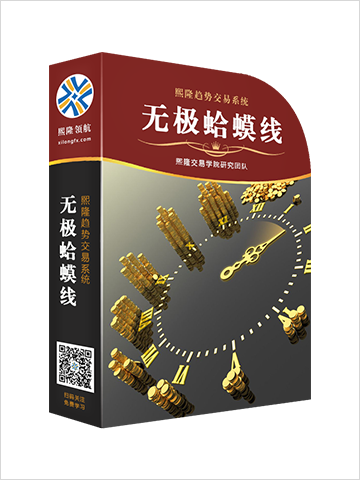 熙隆领航
xilongfx.com
熙隆趋势交易系统
无极蛤蟆线
扫码关注
免费学习
熙隆趋势交易系统
无极蛤蟆线
熙隆交易学院研究团队